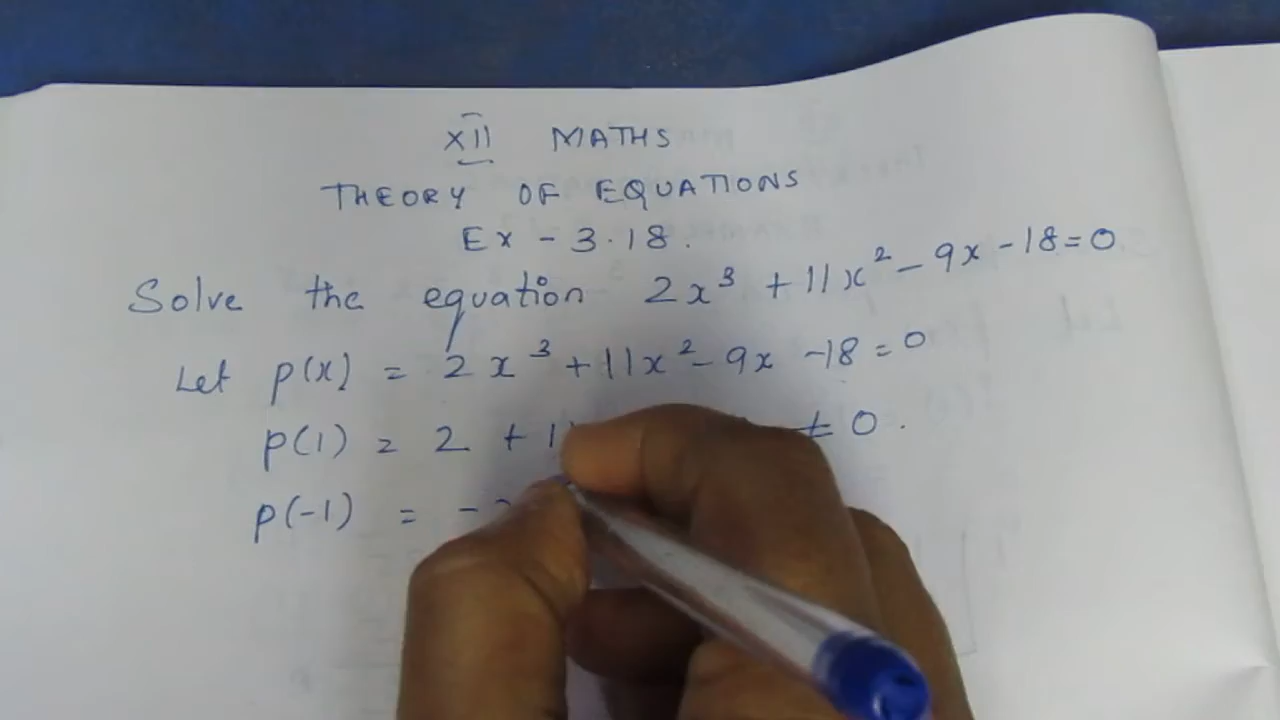 XII MATHS
THEORY OF EQUATIONS
Ex - 3.18.
Solve the equation 2x³ + 11x² - 9x - 18 = 0
Let p(x) = 2x³ + 11x² - 9x - 18 = 0
p(1) = 2 + 1 ≠ 0.
p(-1) = -2